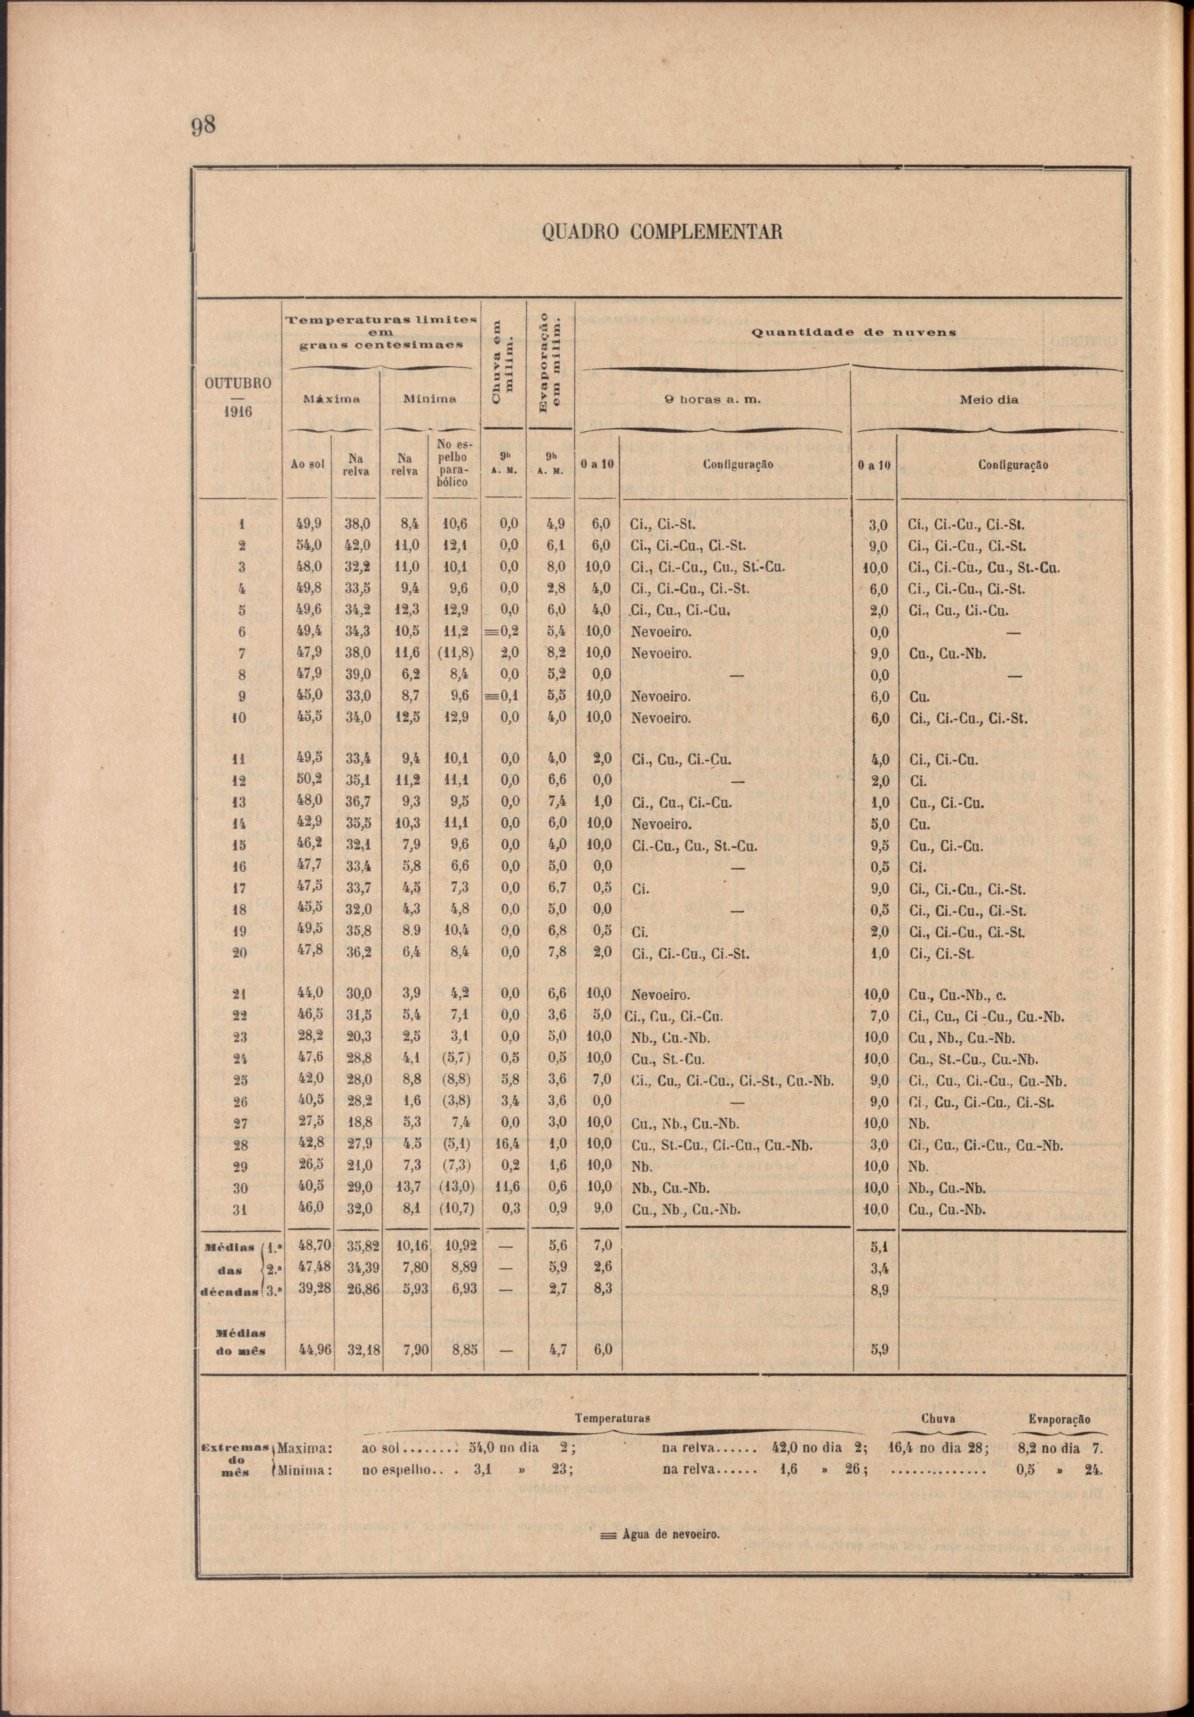 98
QUADRO COMPLEMENTAR
OUTUBRO
—
1916
Temperaturas limites
em
graus centesimaes
Chuva em
milim.
Evaporação
em milim.
Quantidade de nuvens
Máxima
Mínima
9 horas a. m.
Meio dia
Ao sol
Na
relva
Na
relva
No es-
pelho
para-
bólico
9ʰ
A. M.
9ʰ
A. M.
0 a 10
Configuração
0 a 10
Configuração
1 49,9 38,0 8,4 10,6 0,0 4,9 6,0 Ci., Ci.-St. 3,0 Ci., Ci.-Cu., Ci.-St.
2 54,0 42,0 11,0 12,1 0,0 6,1 6,0 Ci., Ci.-Cu., Ci.-St. 9,0 Ci., Ci.-Cu., Ci.-St.
3 48,0 32,2 11,0 10,1 0,0 8,0 10,0 Ci., Ci.-Cu., Cu., St.-Cu. 10,0 Ci., Ci.-Cu., Cu., St.-Cu.
4 49,8 33,5 9,4 9,6 0,0 2,8 4,0 Ci., Ci.-Cu., Ci.-St. 6,0 Ci., Ci.-Cu., Ci.-St.
5 49,6 34,2 12,3 12,9 0,0 6,0 4,0 Ci., Cu., Ci.-Cu. 2,0 Ci., Cu., Ci.-Cu.
6 49,4 34,3 10,5 11,2 ≡0,2 5,4 10,0 Nevoeiro. 0,0 —
7 47,9 38,0 11,6 (11,8) 2,0 8,2 10,0 Nevoeiro. 9,0 Cu., Cu.-Nb.
8 47,9 39,0 6,2 8,4 0,0 5,2 0,0 — 0,0 —
9 45,0 33,0 8,7 9,6 ≡0,1 5,5 10,0 Nevoeiro. 6,0 Cu.
10 45,5 34,0 12,5 12,9 0,0 4,0 10,0 Nevoeiro. 6,0 Ci., Ci.-Cu., Ci.-St.
11 49,5 33,4 9,4 10,1 0,0 4,0 2,0 Ci., Cu., Ci.-Cu. 4,0 Ci., Ci.-Cu.
12 50,2 35,1 11,2 11,1 0,0 6,6 0,0 — 2,0 Ci.
13 48,0 36,7 9,3 9,5 0,0 7,4 1,0 Ci., Cu., Ci.-Cu. 1,0 Cu., Ci.-Cu.
14 42,9 35,5 10,3 11,1 0,0 6,0 10,0 Nevoeiro. 5,0 Cu.
15 46,2 32,1 7,9 9,6 0,0 4,0 10,0 Ci.-Cu., Cu., St.-Cu. 9,5 Cu., Ci.-Cu.
16 47,7 33,4 5,8 6,6 0,0 5,0 0,0 — 0,5 Ci.
17 47,5 33,7 4,5 7,3 0,0 6,7 0,5 Ci. 9,0 Ci., Ci.-Cu., Ci.-St.
18 45,5 32,0 4,3 4,8 0,0 5,0 0,0 — 0,5 Ci., Ci.-Cu., Ci.-St.
19 49,5 35,8 8.9 10,4 0,0 6,8 0,5 Ci. 2,0 Ci., Ci.-Cu., Ci.-St.
20 47,8 36,2 6,4 8,4 0,0 7,8 2,0 Ci., Ci.-Cu., Ci.-St. 1,0 Ci., Ci.-St.
21 44,0 30,0 3,9 4,2 0,0 6,6 10,0 Nevoeiro. 10,0 Cu., Cu.-Nb., c.
22 46,5 31,5 5,4 7,1 0,0 3,6 5,0 Ci., Cu., Ci.-Cu. 7,0 Ci., Cu., Ci -Cu., Cu.-Nb.
23 28,2 20,3 2,5 3,1 0,0 5,0 10,0 Nb., Cu.-Nb. 10,0 Cu , Nb., Cu.-Nb.
24 47,6 28,8 4,1 (5,7) 0,5 0,5 10,0 Cu., St.-Cu. 10,0 Cu., St.-Cu., Cu.-Nb.
25 42,0 28,0 8,8 (8,8) 5,8 3,6 7,0 Ci., Cu., Ci.-Cu., Ci.-St., Cu.-Nb. 9,0 Ci., Cu., Ci.-Cu., Cu.-Nb.
26 40,5 28,2 1,6 (3,8) 3,4 3,6 0,0 — 9,0 Ci., Cu., Ci.-Cu., Ci.-St.
27 27,5 18,8 5,3 7,4 0,0 3,0 10,0 Cu., Nb., Cu.-Nb. 10,0 Nb.
28 42,8 27,9 4.5 (5,1) 16,4 1,0 10,0 Cu., St.-Cu., Ci.-Cu., Cu.-Nb. 3,0 Ci., Cu., Ci.-Cu., Cu.-Nb.
29 26,5 21,0 7,3 (7,3) 0,2 1,6 10,0 Nb. 10,0 Nb.
30 40,5 29,0 13,7 (13,0) 11,6 0,6 10,0 Nb., Cu.-Nb. 10,0 Nb., Cu.-Nb.
31 46,0 32,0 8,1 (10,7) 0,3 0,9 9,0 Cu., Nb., Cu.-Nb. 10,0 Cu., Cu.-Nb.
Médias 1.ª 48,70 35,82 10,16 10,92 — 5,6 7,0 5,1
das 2.ª 47,48 34,39 7,80 8,89 — 5,9 2,6 3,4
décadas 3.ª 39,28 26,86 5,93 6,93 — 2,7 8,3 8,9
Médias
do mês 44,96 32,18 7,90 8,85 — 4,7 6,0 5,9
Temperaturas Chuva Evaporação
Extremas
do
mês
Maxima: ao sol........ 54,0 no dia 2; na relva...... 42,0 no dia 2; 16,4 no dia 28; 8,2 no dia 7.
Minima: no espelho... . 3,1 » 23; na relva...... 1,6 » 26; .............. 0,5 » 24.
≡ Agua de nevoeiro.